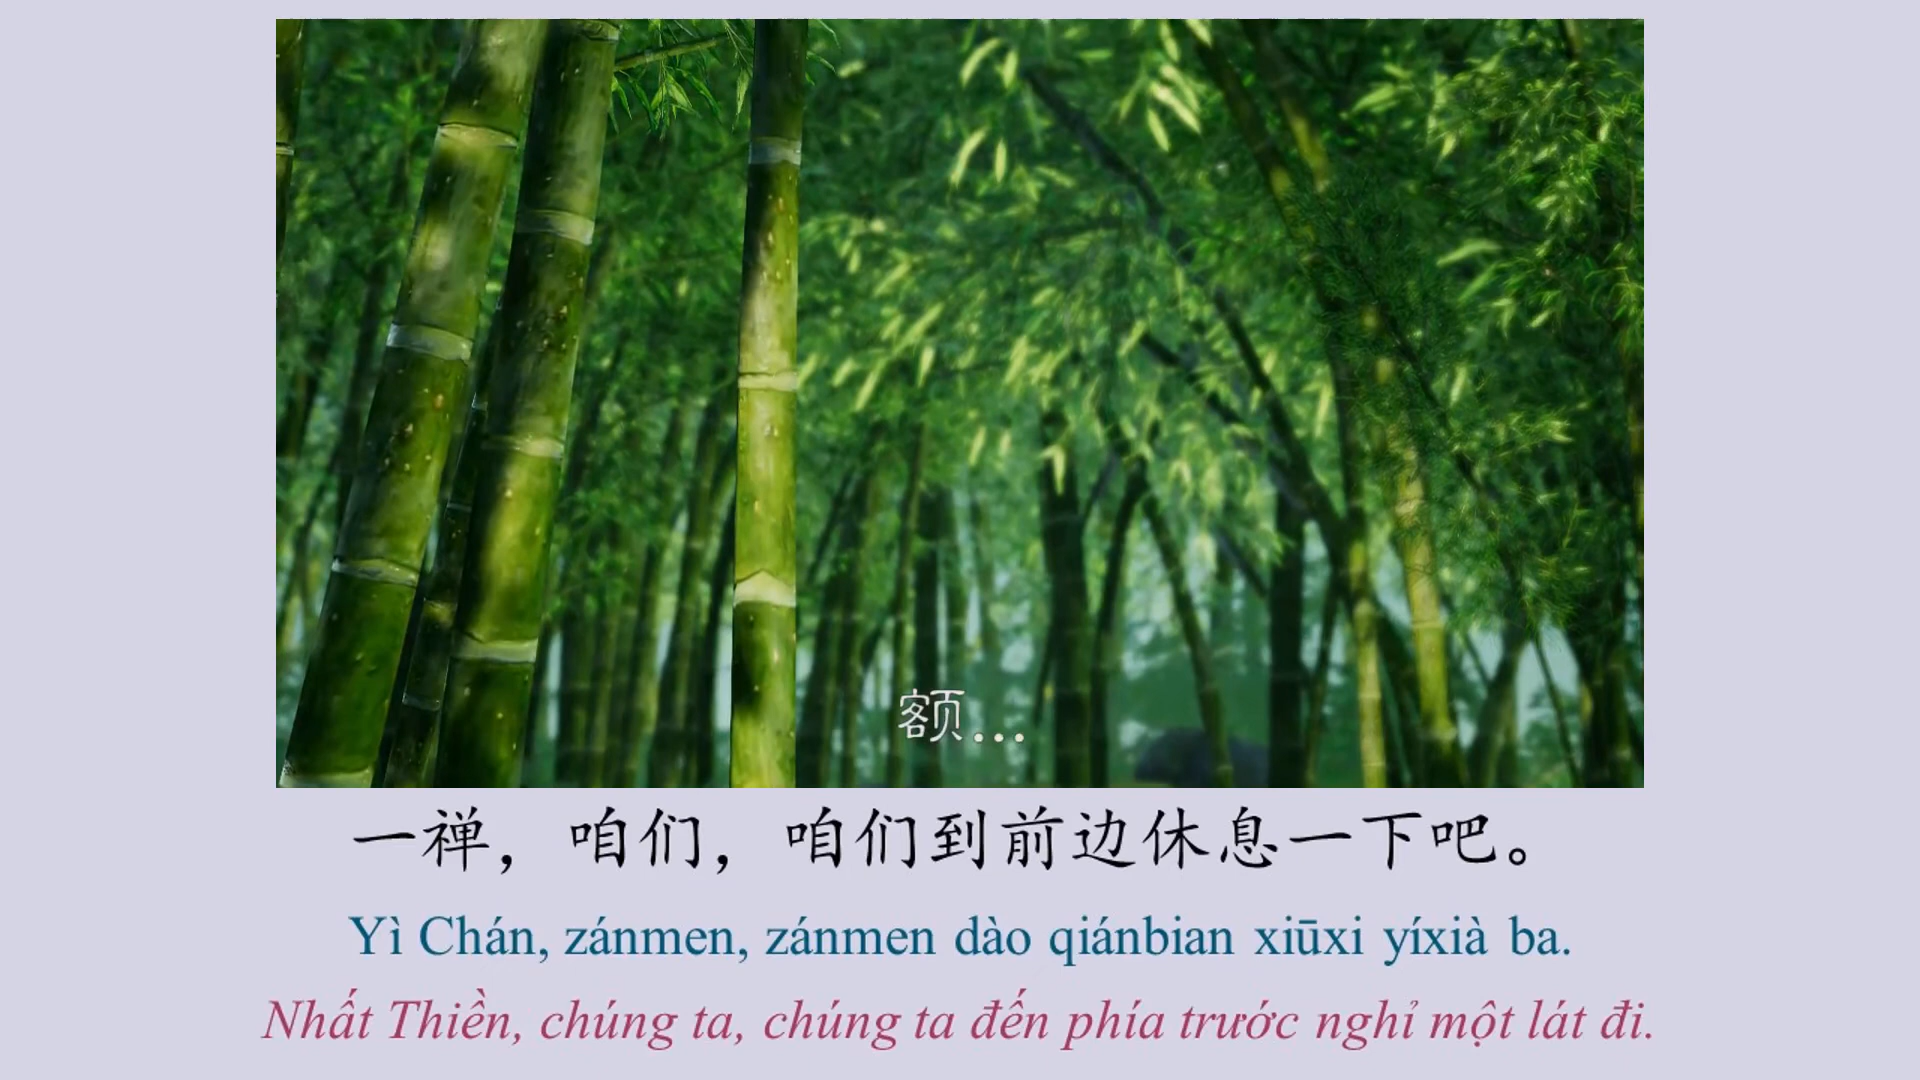 额...
一禅，咱们，咱们到前边休息一下吧。
Yì Chán, zánmen, zánmen dào qiánbian xiūxi yíxià ba.
Nhất Thiền, chúng ta, chúng ta đến phía trước nghỉ một lát đi.